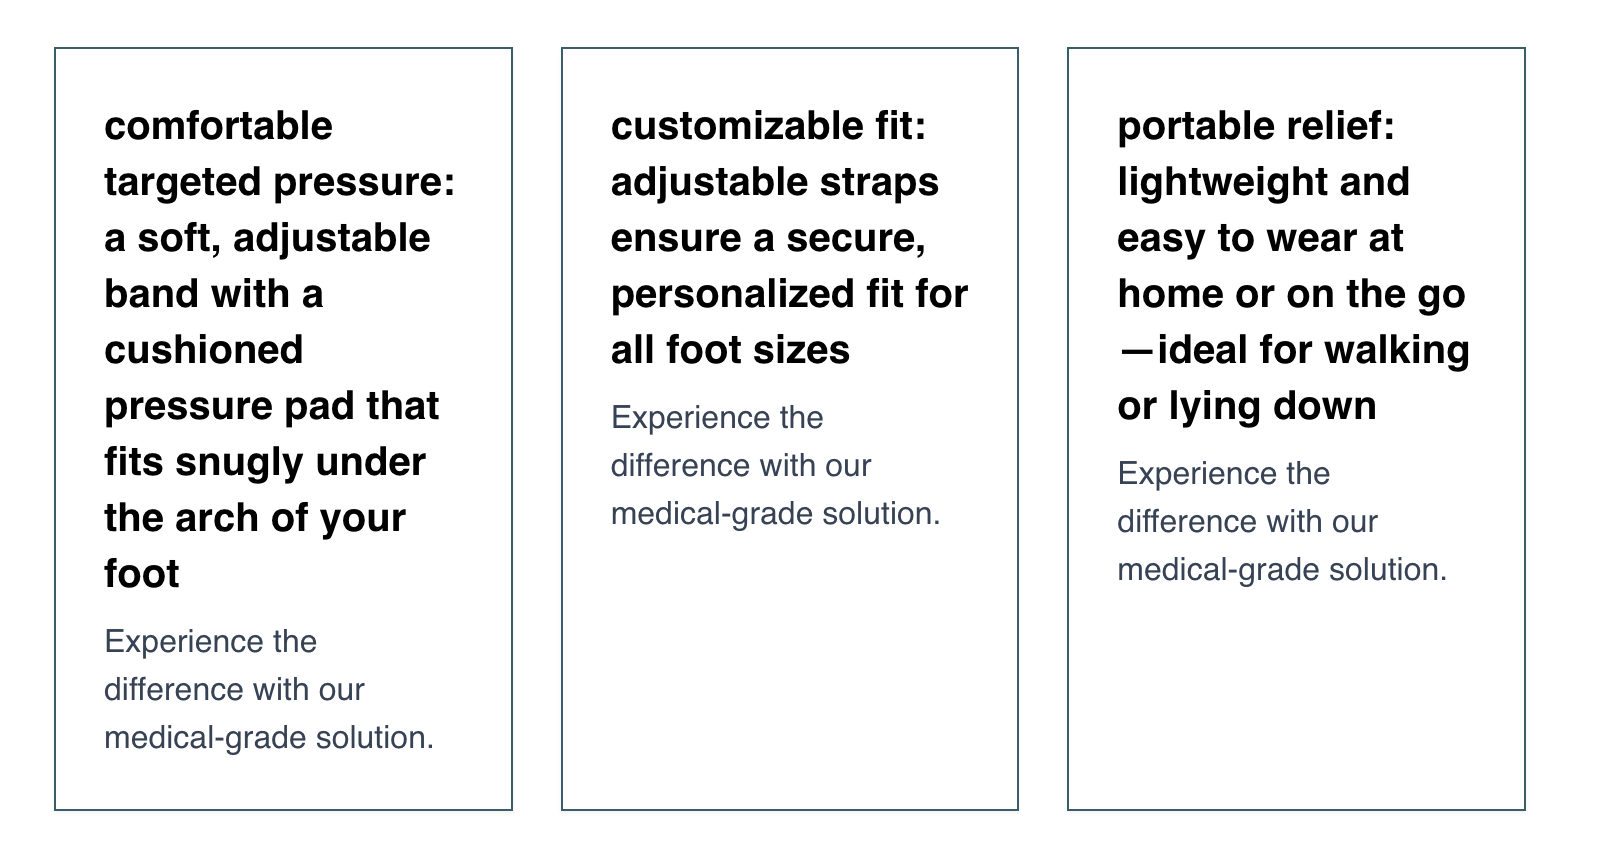 comfortable
targeted pressure:
a soft, adjustable
band with a
cushioned
pressure pad that
fits snugly under
the arch of your
foot
Experience the
difference with our
medical-grade solution.
customizable fit:
adjustable straps
ensure a secure,
personalized fit for
all foot sizes
Experience the
difference with our
medical-grade solution.
portable relief:
lightweight and
easy to wear at
home or on the go
—ideal for walking
or lying down
Experience the
difference with our
medical-grade solution.